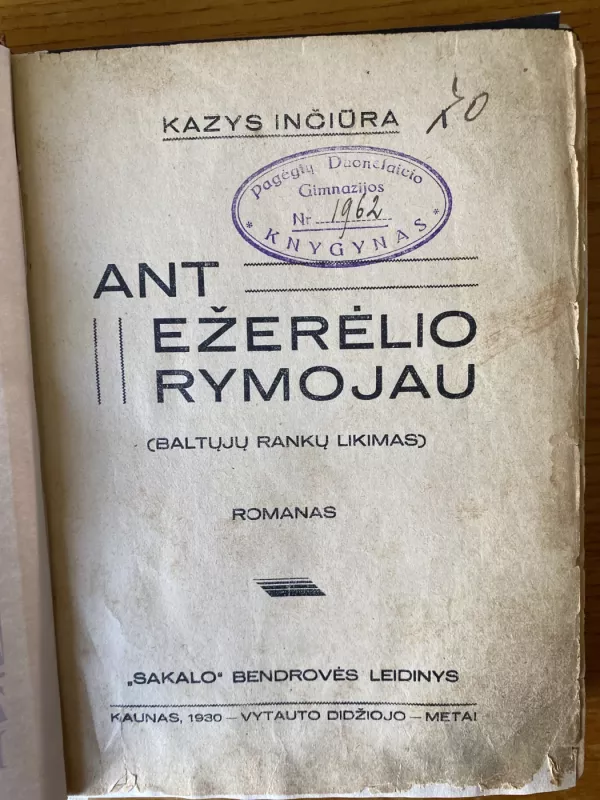 KAZYS INČIŪRA
Pagėgių Duonelaičio
Gimnazijos
Nr 1962
* KNYGYNAS *
ANT
EŽERĖLIO
RYMOJAU
(BALTŲJŲ RANKŲ LIKIMAS)
ROMANAS
„SAKALO“ BENDROVĖS LEIDINYS
KAUNAS, 1930 — VYTAUTO DIDŽIOJO — METAI